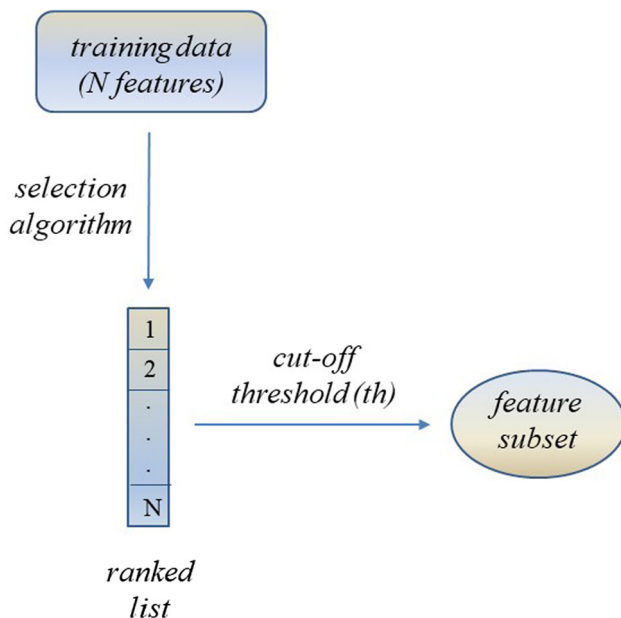 training data
(N features)
selection
algorithm
1
2
.
.
.
N
cut-off
threshold (th)
feature
subset
ranked
list